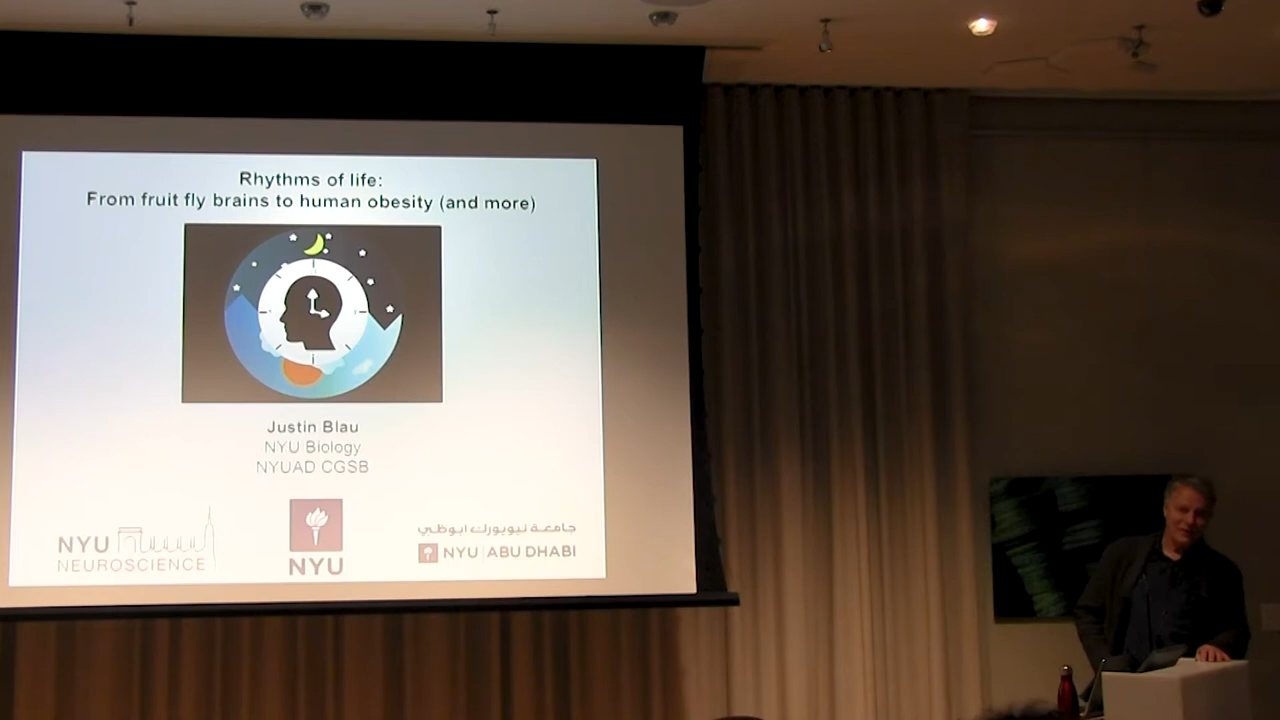 Rhythms of life:
From fruit fly brains to human obesity (and more)
Justin Blau
NYU Biology
NYUAD CGSB
NYU
NEUROSCIENCE
NYU
جامعة نيويورك ابوظبي
NYU | ABU DHABI